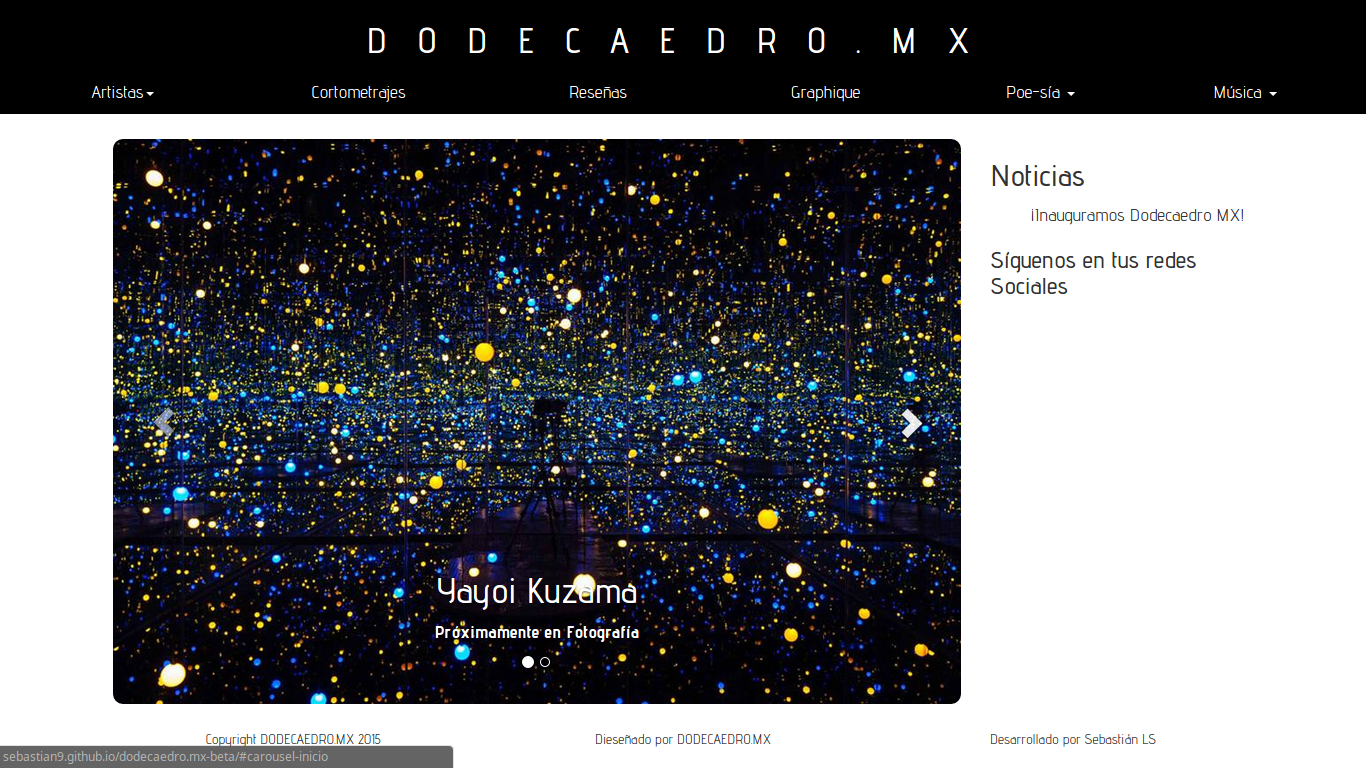 DODECAEDRO.MX
Artistas Cortometrajes Reseñas Graphique Poe-sía Música
Noticias
¡Inauguramos Dodecaedro MX!
Síguenos en tus redes
Sociales
Yayoi Kuzama
Próximamente en Fotografía
Copyright DODECAEDRO.MX 2015 Dieseñado por DODECAEDRO.MX Desarrollado por Sebastián LS
sebastian9.github.io/dodecaedro.mx-beta/#carousel-inicio